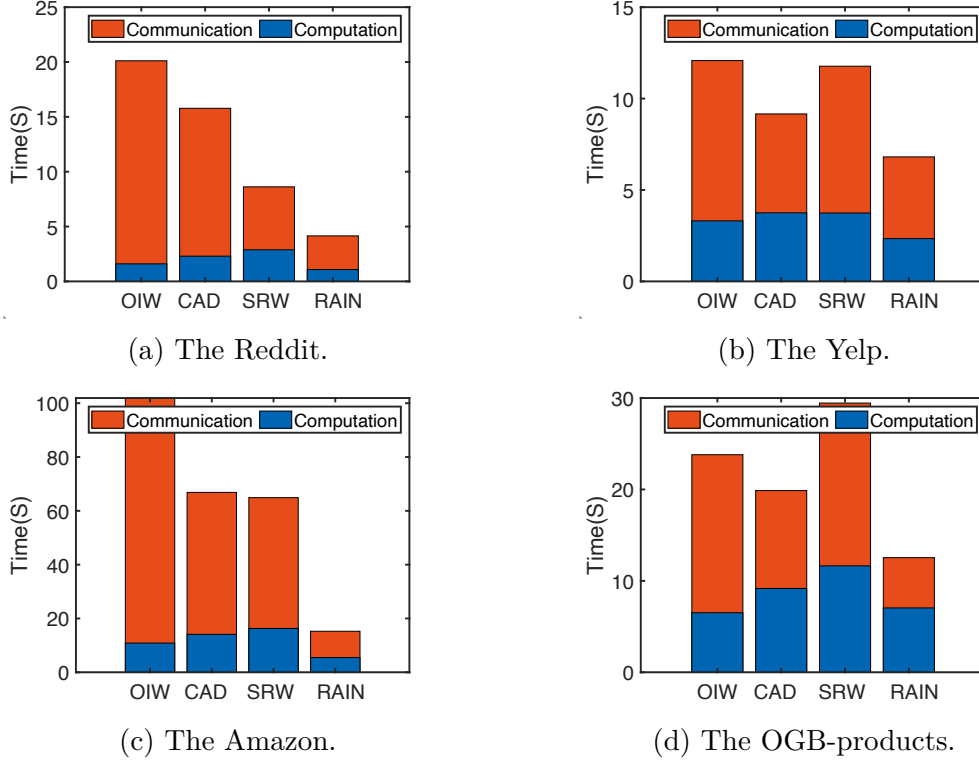 25
20
15
10
5
0
Time(S)
Communication Computation
OIW CAD SRW RAIN
(a) The Reddit.
15
10
5
0
Time(S)
Communication Computation
OIW CAD SRW RAIN
(b) The Yelp.
100
80
60
40
20
0
Time(S)
Communication Computation
OIW CAD SRW RAIN
(c) The Amazon.
30
20
10
0
Time(S)
Communication Computation
OIW CAD SRW RAIN
(d) The OGB-products.